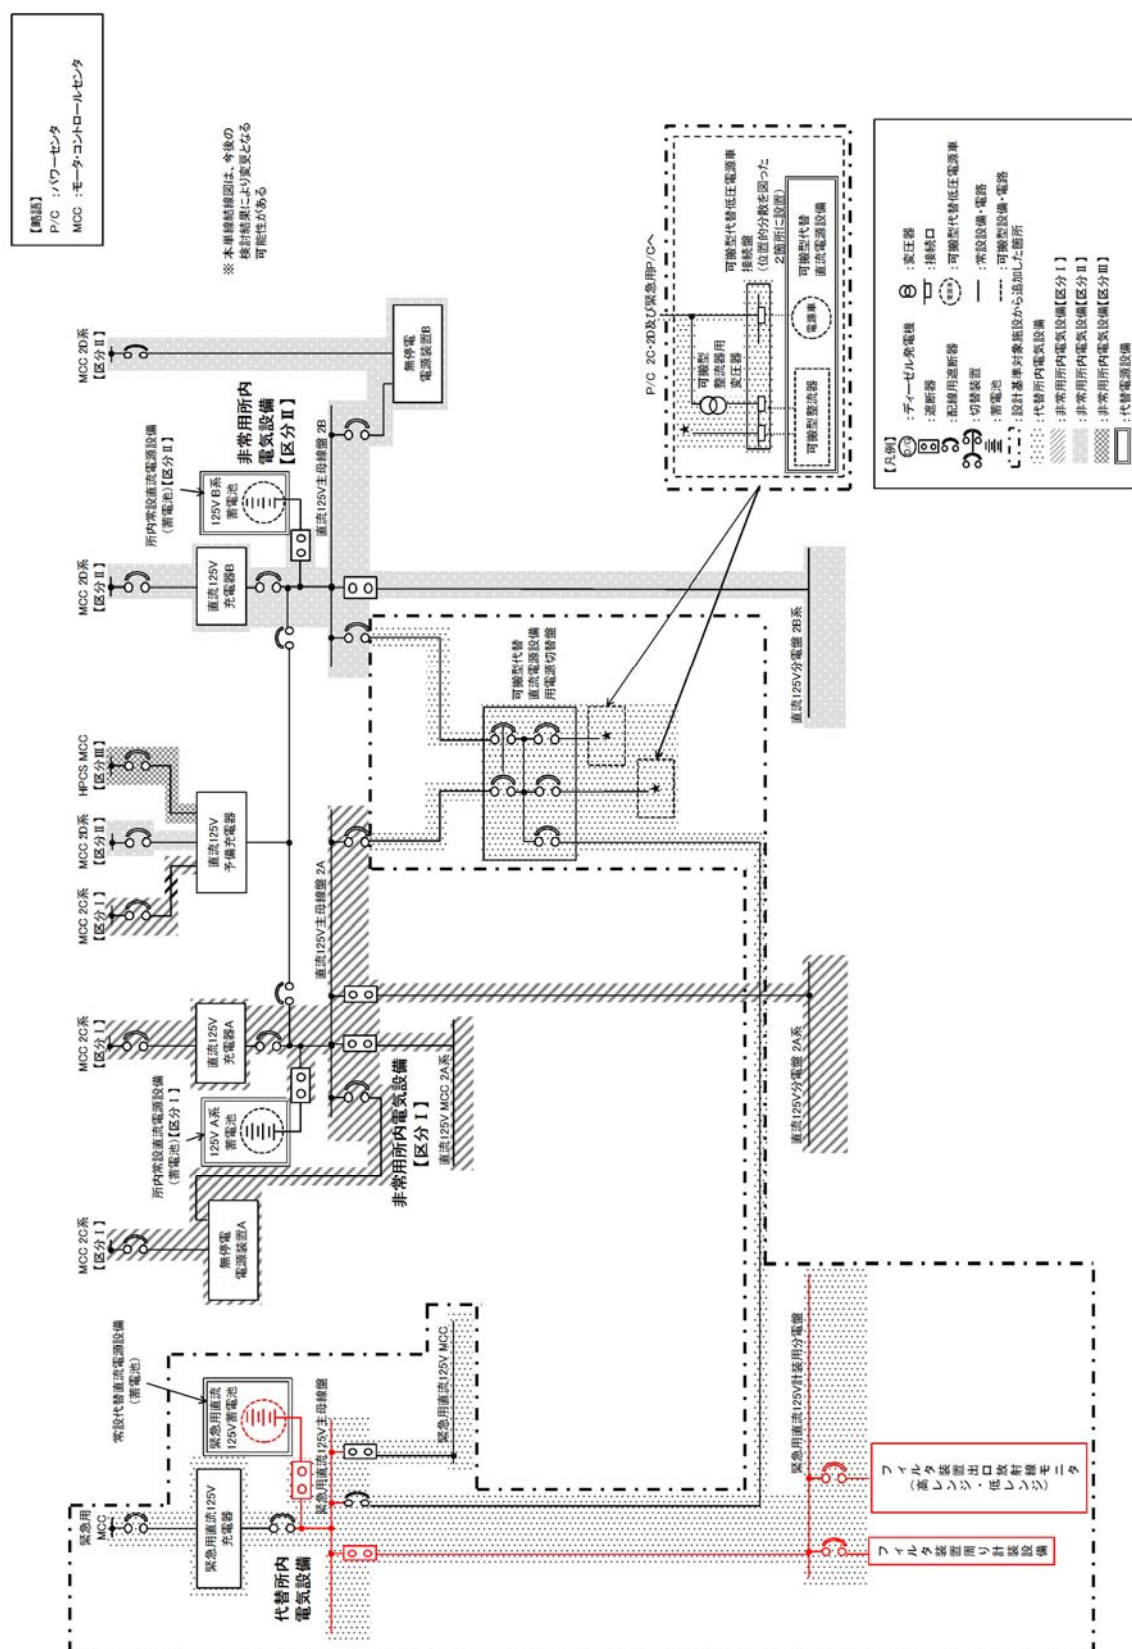 【略語】
P/C ：パワーセンタ
MCC ：モータ・コントロールセンタ
※ 本単線結線図は、今後の
検討結果により変更となる
可能性がある
MCC 2D系
【区分Ⅱ】
無停電
電源装置B
非常用所内
電気設備
【区分Ⅱ】
所内常設直流電源設備
（蓄電池）【区分Ⅱ】
125V B系
蓄電池
直流125V主母線盤 2B
MCC 2D系
【区分Ⅱ】
直流125V
充電器B
直流125V分電盤 2B系
HPCS MCC
【区分Ⅲ】
MCC 2D系
【区分Ⅱ】
MCC 2C系
【区分Ⅰ】
直流125V
予備充電器
可搬型代替
直流電源設備
用電源切替盤
直流125V主母線盤 2A
MCC 2C系
【区分Ⅰ】
直流125V
充電器A
所内常設直流電源設備
（蓄電池）【区分Ⅰ】
125V A系
蓄電池
非常用所内電気設備
【区分Ⅰ】
直流125V MCC 2A系
直流125V分電盤 2A系
MCC 2C系
【区分Ⅰ】
無停電
電源装置A
P/C 2C・2D及び緊急用P/Cへ
可搬型代替低圧電源車
接続盤
（位置的分散を図った
2箇所に設置）
可搬型
整流器用
変圧器
可搬型代替
直流電源設備
電源車
可搬型整流器
【凡例】
D/G ：ディーゼル発電機
：遮断器
：配線用遮断器
：切替装置
：蓄電池
：設計基準対象施設から追加した箇所
：代替所内電気設備
：非常用所内電気設備【区分Ⅰ】
：非常用所内電気設備【区分Ⅱ】
：非常用所内電気設備【区分Ⅲ】
：代替電源設備
：変圧器
：接続口
：可搬型代替低圧電源車
：常設設備・電路
：可搬型設備・電路
常設代替直流電源設備
（蓄電池）
緊急用直流
125V蓄電池
緊急用直流125V主母線盤
緊急用直流125V MCC
緊急用
MCC
緊急用直流125V
充電器
代替所内
電気設備
緊急用直流125V計装用分電盤
フィルタ装置出口放射線モニタ
（高レンジ・低レンジ）
フィルタ装置周り計装設備